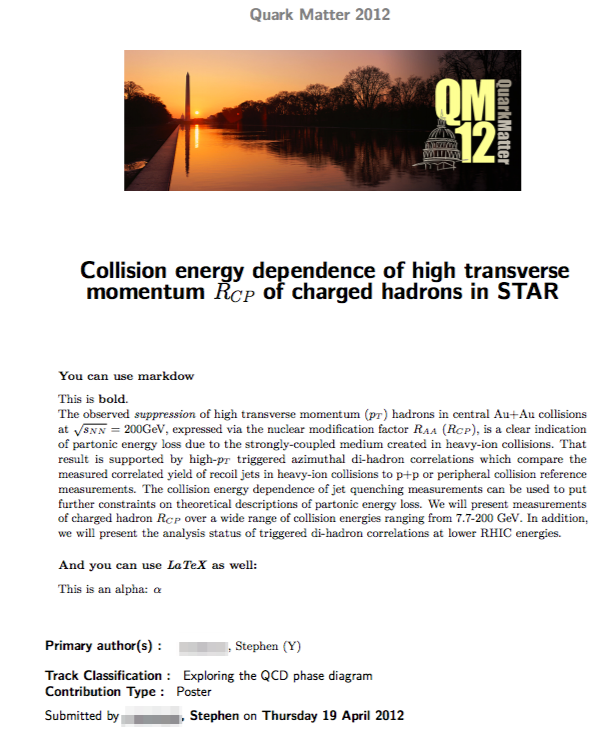 Quark Matter 2012
QM
12
QuarkMatter
Collision energy dependence of high transverse
momentum R_{CP} of charged hadrons in STAR
You can use markdow
This is bold.
The observed suppression of high transverse momentum (p_T) hadrons in central Au+Au collisions
at √s_{NN} = 200GeV, expressed via the nuclear modification factor R_{AA} (R_{CP}), is a clear indication
of partonic energy loss due to the strongly-coupled medium created in heavy-ion collisions. That
result is supported by high-p_T triggered azimuthal di-hadron correlations which compare the
measured correlated yield of recoil jets in heavy-ion collisions to p+p or peripheral collision reference
measurements. The collision energy dependence of jet quenching measurements can be used to put
further constraints on theoretical descriptions of partonic energy loss. We will present measurements
of charged hadron R_{CP} over a wide range of collision energies ranging from 7.7-200 GeV. In addition,
we will present the analysis status of triggered di-hadron correlations at lower RHIC energies.
And you can use LaTeX as well:
This is an alpha: α
Primary author(s) : , Stephen (Y)
Track Classification : Exploring the QCD phase diagram
Contribution Type : Poster
Submitted by , Stephen on Thursday 19 April 2012